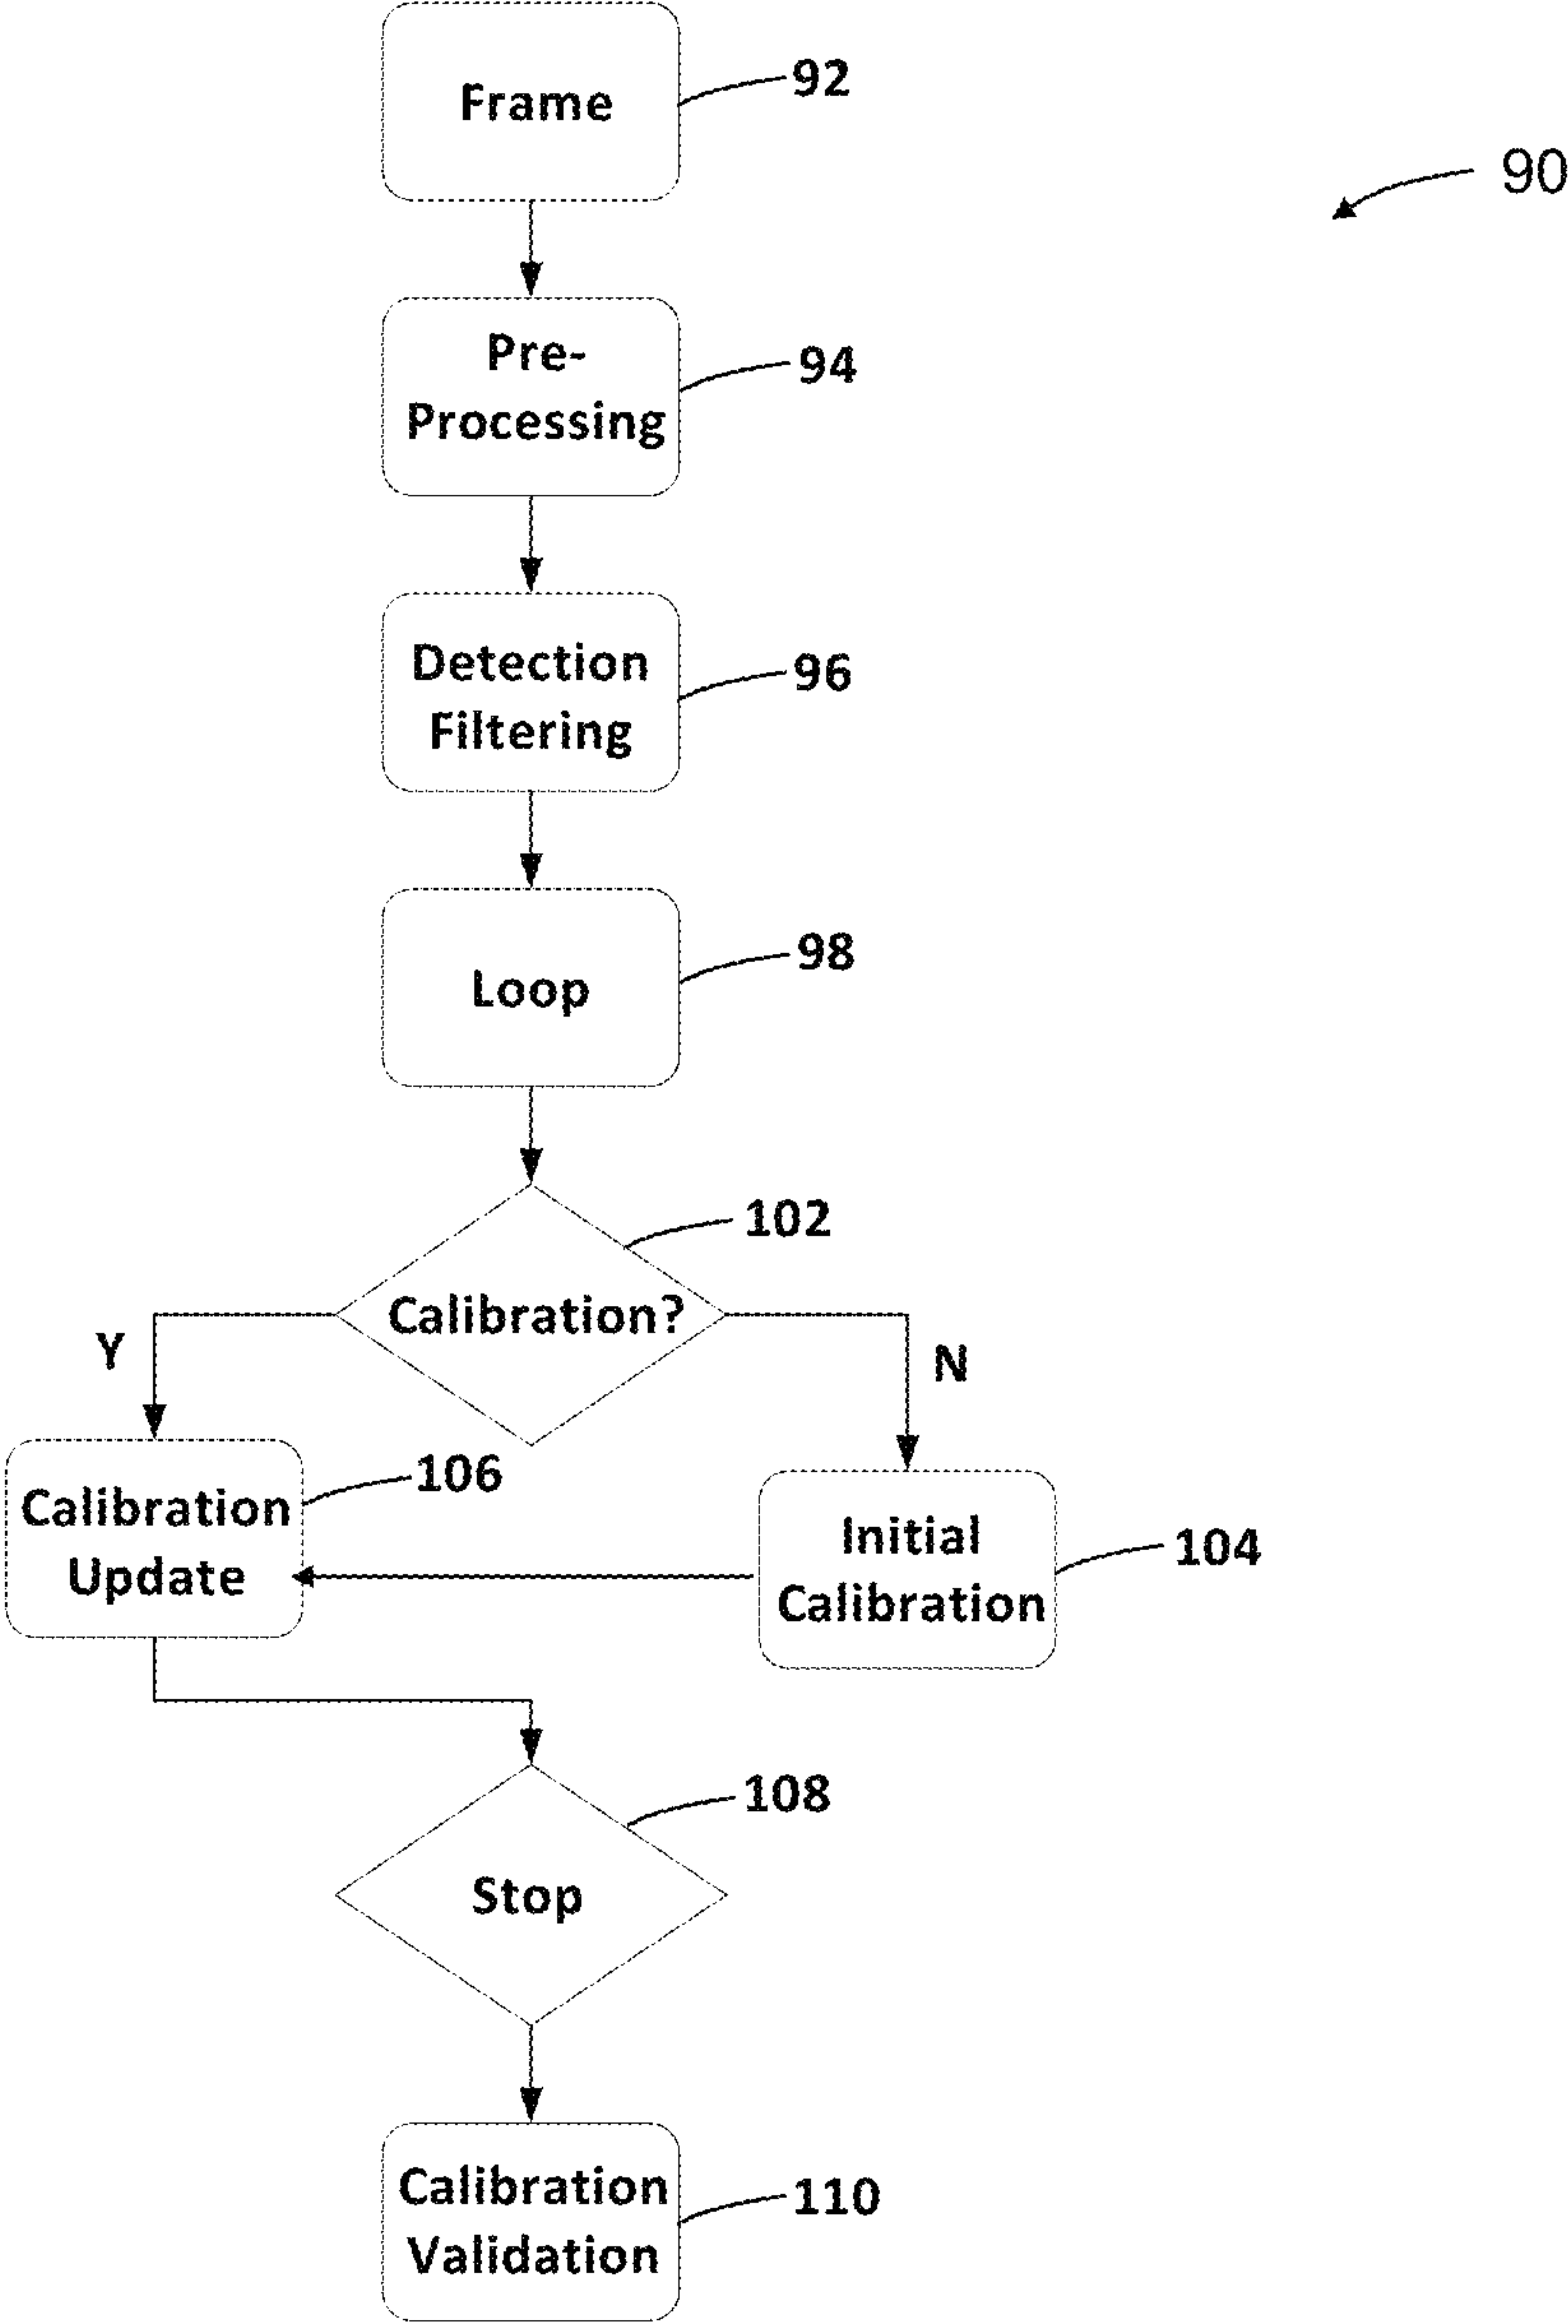 Frame
92
90
Pre-
Processing
94
Detection
Filtering
96
Loop
98
102
Calibration?
Y
N
Calibration
Update
106
Initial
Calibration
104
108
Stop
Calibration
Validation
110